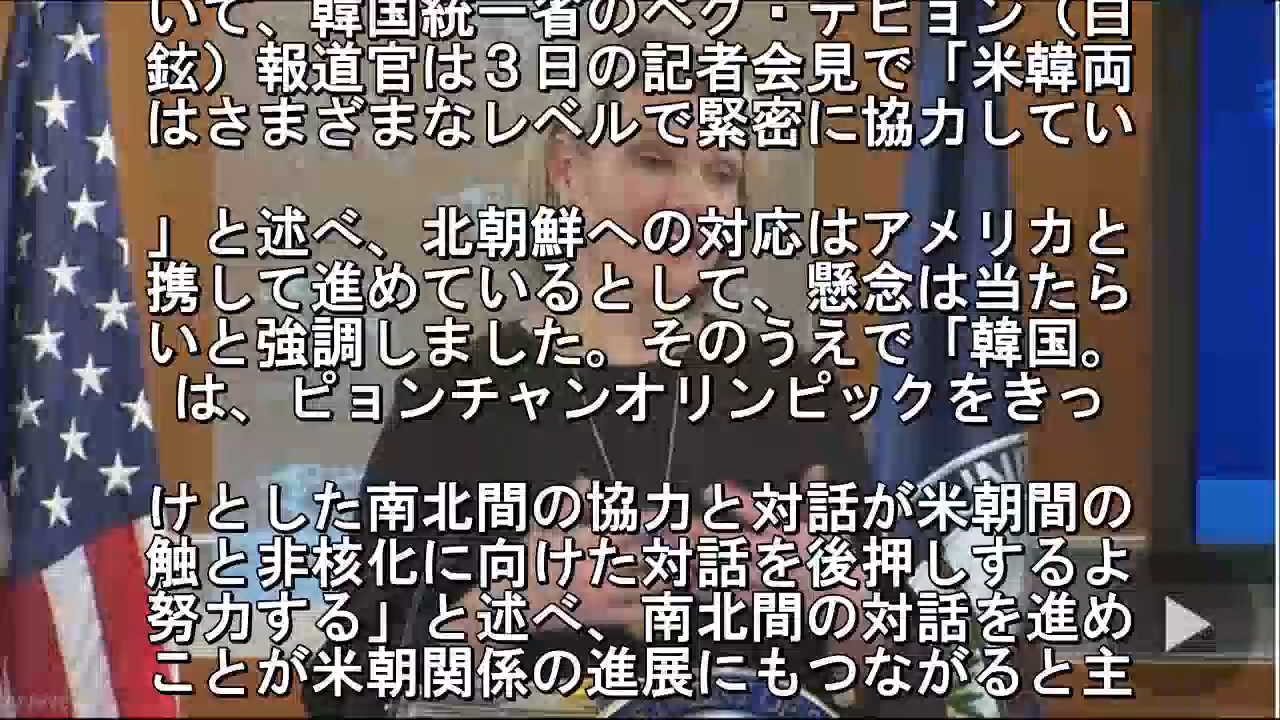 いて、韓国統一省のペク・テヒョン（白
鉉）報道官は３日の記者会見で「米韓両
はさまざまなレベルで緊密に協力してい
」と述べ、北朝鮮への対応はアメリカと
携して進めているとして、懸念は当たら
いと強調しました。そのうえで「韓国。
は、ピョンチャンオリンピックをきっ
けとした南北間の協力と対話が米朝間の
触と非核化に向けた対話を後押しするよ
努力する」と述べ、南北間の対話を進め
ことが米朝関係の進展にもつながると主